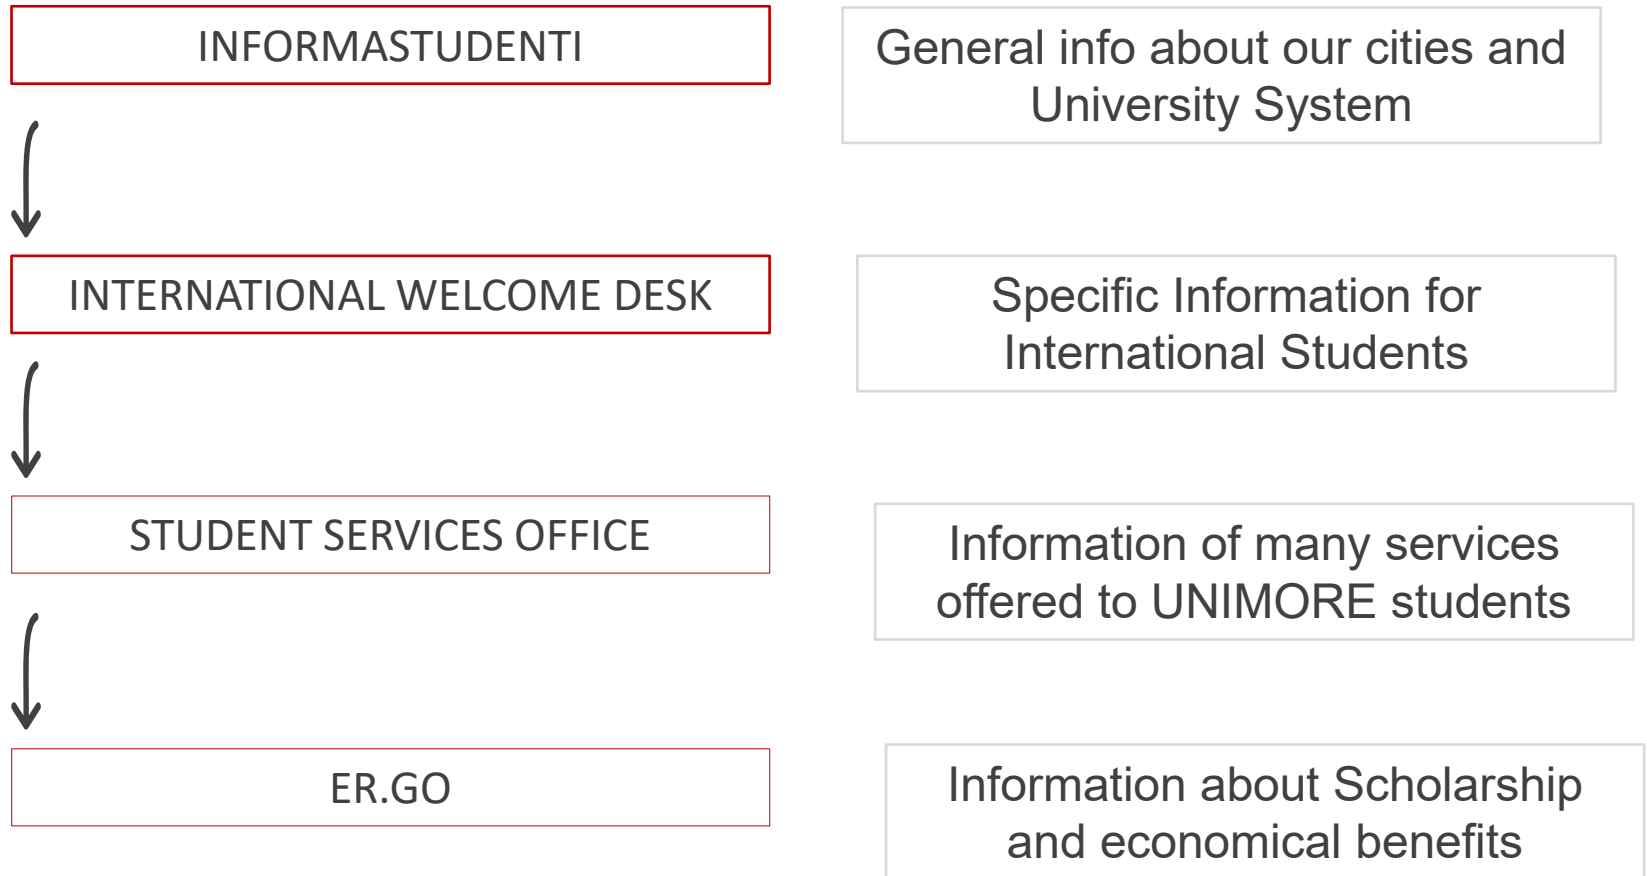 INFORMASTUDENTI
General info about our cities and
University System
INTERNATIONAL WELCOME DESK
Specific Information for
International Students
STUDENT SERVICES OFFICE
Information of many services
offered to UNIMORE students
ER.GO
Information about Scholarship
and economical benefits